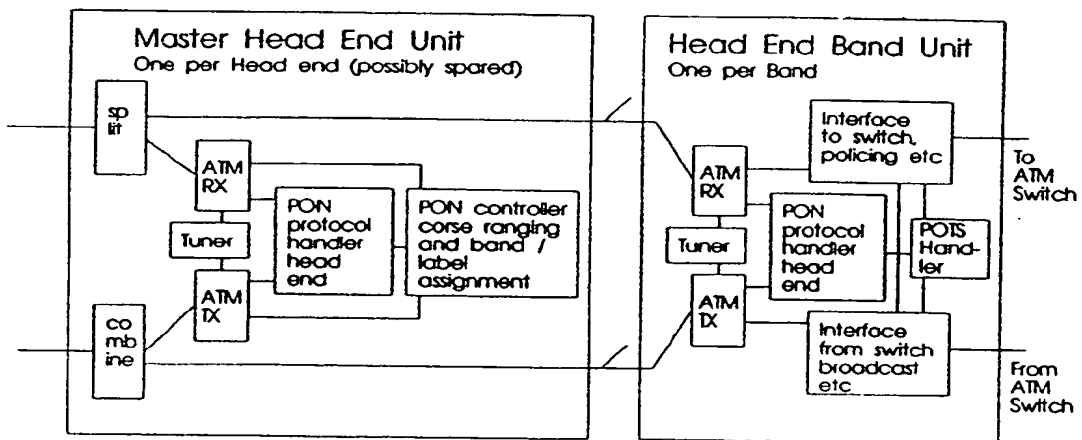 Master Head End Unit
One per Head end (possibly spared)
sp
lit
ATM
RX
Tuner
ATM
TX
PON
protocol
handler
head
end
PON controller
corse ranging
and band /
label
assignment
co
mb
ine
Head End Band Unit
One per Band
ATM
RX
Tuner
ATM
TX
PON
protocol
handler
head
end
Interface
to switch,
policing etc
POTS
Hand-
ler
Interface
from switch
broadcast
etc
To
ATM
Switch
From
ATM
Switch